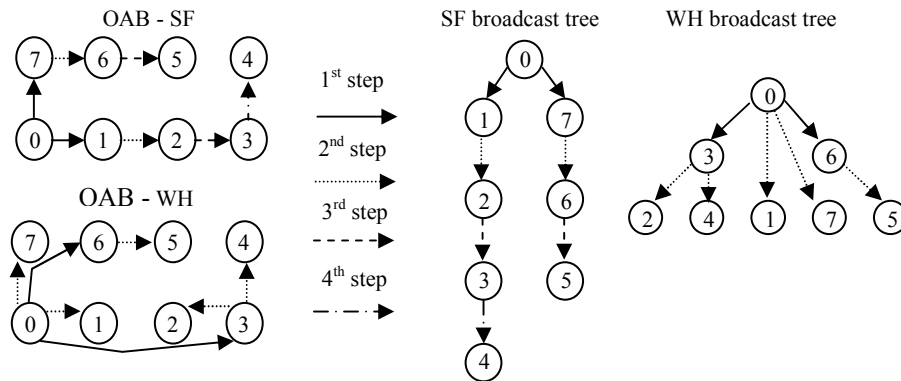 OAB - SF
7 6 5 4
0 1 2 3
OAB - WH
7 6 5 4
0 1 2 3
1st step
2nd step
3rd step
4th step
SF broadcast tree
0
1 7
2 6
3 5
4
WH broadcast tree
0
3 6
2 4 1 7 5